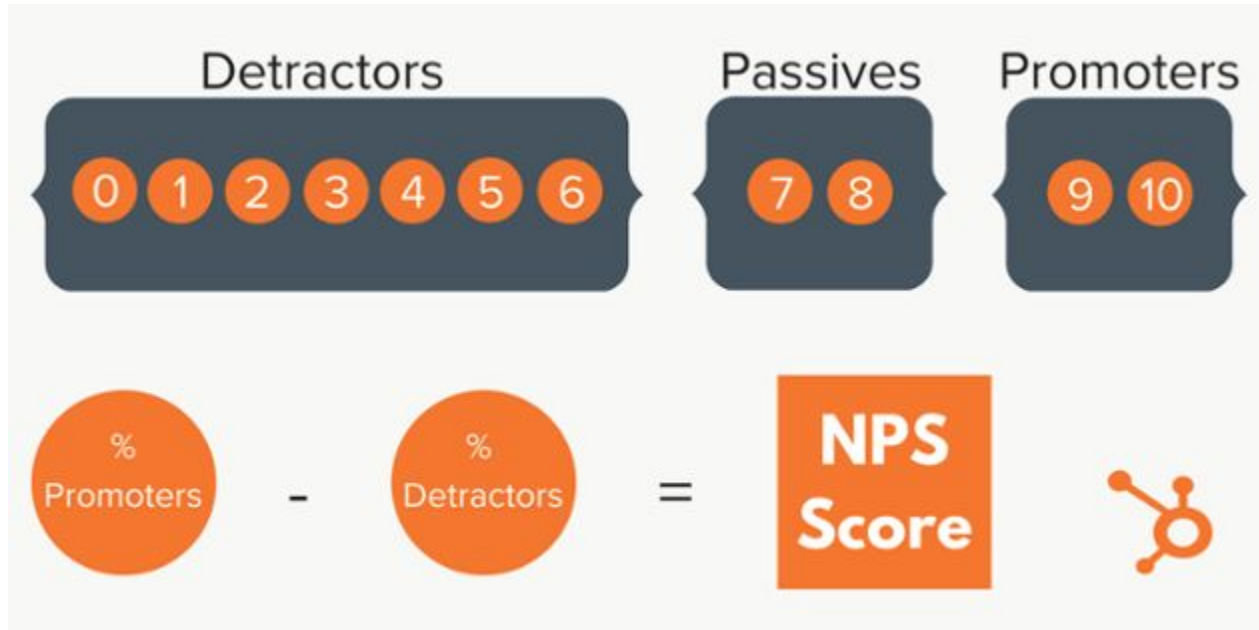 Detractors Passives Promoters
0 1 2 3 4 5 6 7 8 9 10
% Promoters - % Detractors = NPS Score